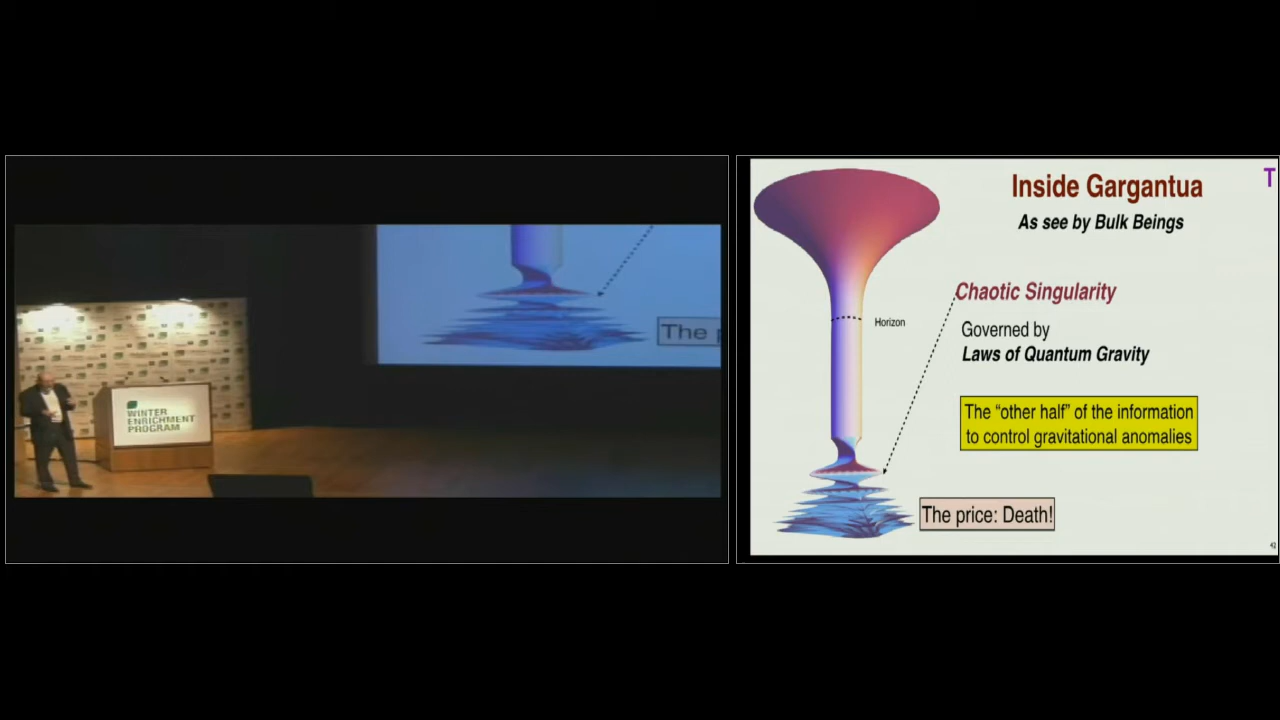 WINTER
ENRICHMENT
PROGRAM
The
Inside Gargantua
T
As see by Bulk Beings
Chaotic Singularity
Horizon
Governed by
Laws of Quantum Gravity
The “other half” of the information
to control gravitational anomalies
The price: Death!